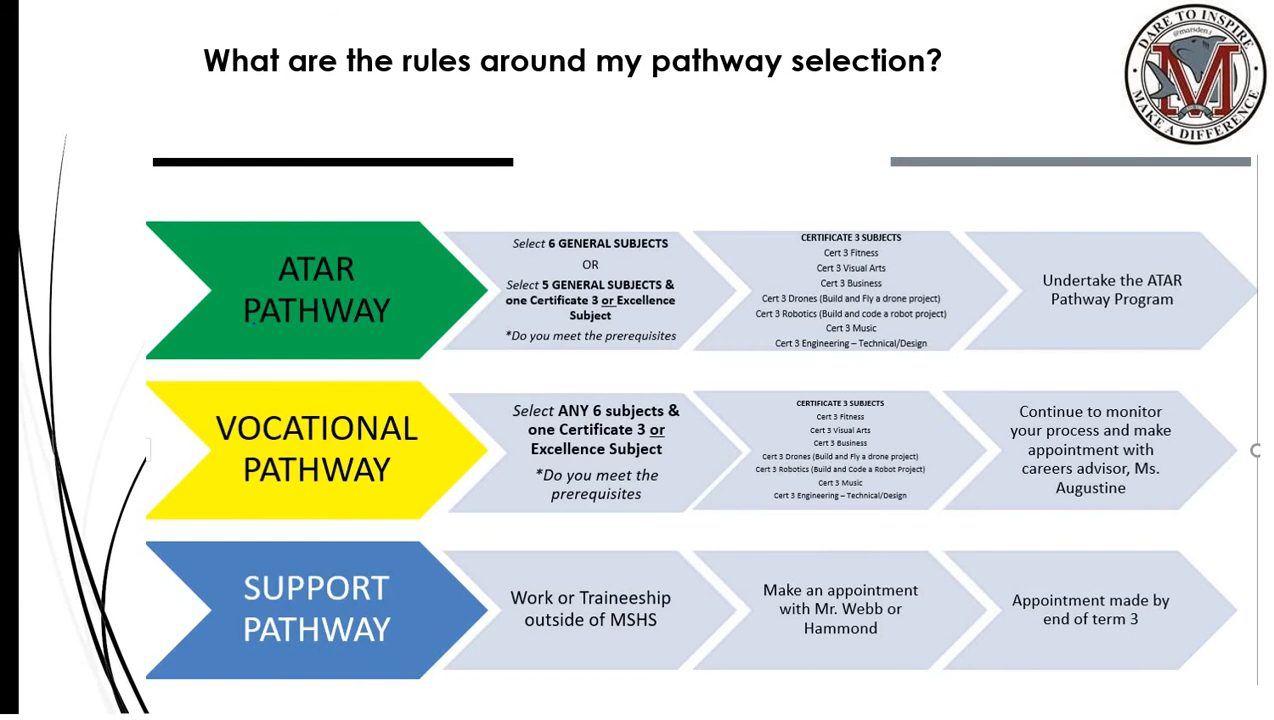 What are the rules around my pathway selection?
DARE TO INSPIRE
@marsden.s
M
MAKE A DIFFERENCE
ATAR
PATHWAY
Select 6 GENERAL SUBJECTS
OR
Select 5 GENERAL SUBJECTS &
one Certificate 3 or Excellence
Subject
*Do you meet the prerequisites
CERTIFICATE 3 SUBJECTS
Cert 3 Fitness
Cert 3 Visual Arts
Cert 3 Business
Cert 3 Drones (Build and Fly a drone project)
Cert 3 Robotics (Build and code a robot project)
Cert 3 Music
Cert 3 Engineering – Technical/Design
Undertake the ATAR
Pathway Program
VOCATIONAL
PATHWAY
Select ANY 6 subjects &
one Certificate 3 or
Excellence Subject
*Do you meet the
prerequisites
CERTIFICATE 3 SUBJECTS
Cert 3 Fitness
Cert 3 Visual Arts
Cert 3 Business
Cert 3 Drones (Build and Fly a drone project)
Cert 3 Robotics (Build and Code a Robot Project)
Cert 3 Music
Cert 3 Engineering – Technical/Design
Continue to monitor
your process and make
appointment with
careers advisor, Ms.
Augustine
SUPPORT
PATHWAY
Work or Traineeship
outside of MSHS
Make an appointment
with Mr. Webb or
Hammond
Appointment made by
end of term 3